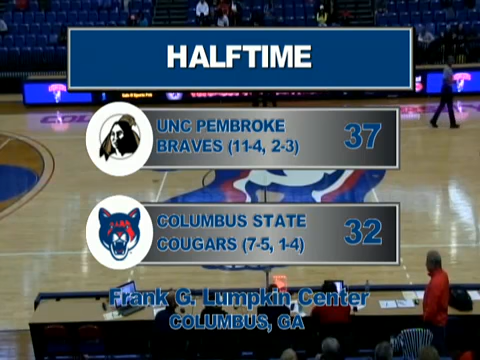 HALFTIME
UNC PEMBROKE
BRAVES (11-4, 2-3)
37
COLUMBUS STATE
COUGARS (7-5, 1-4)
32
Frank G. Lumpkin Center
COLUMBUS, GA